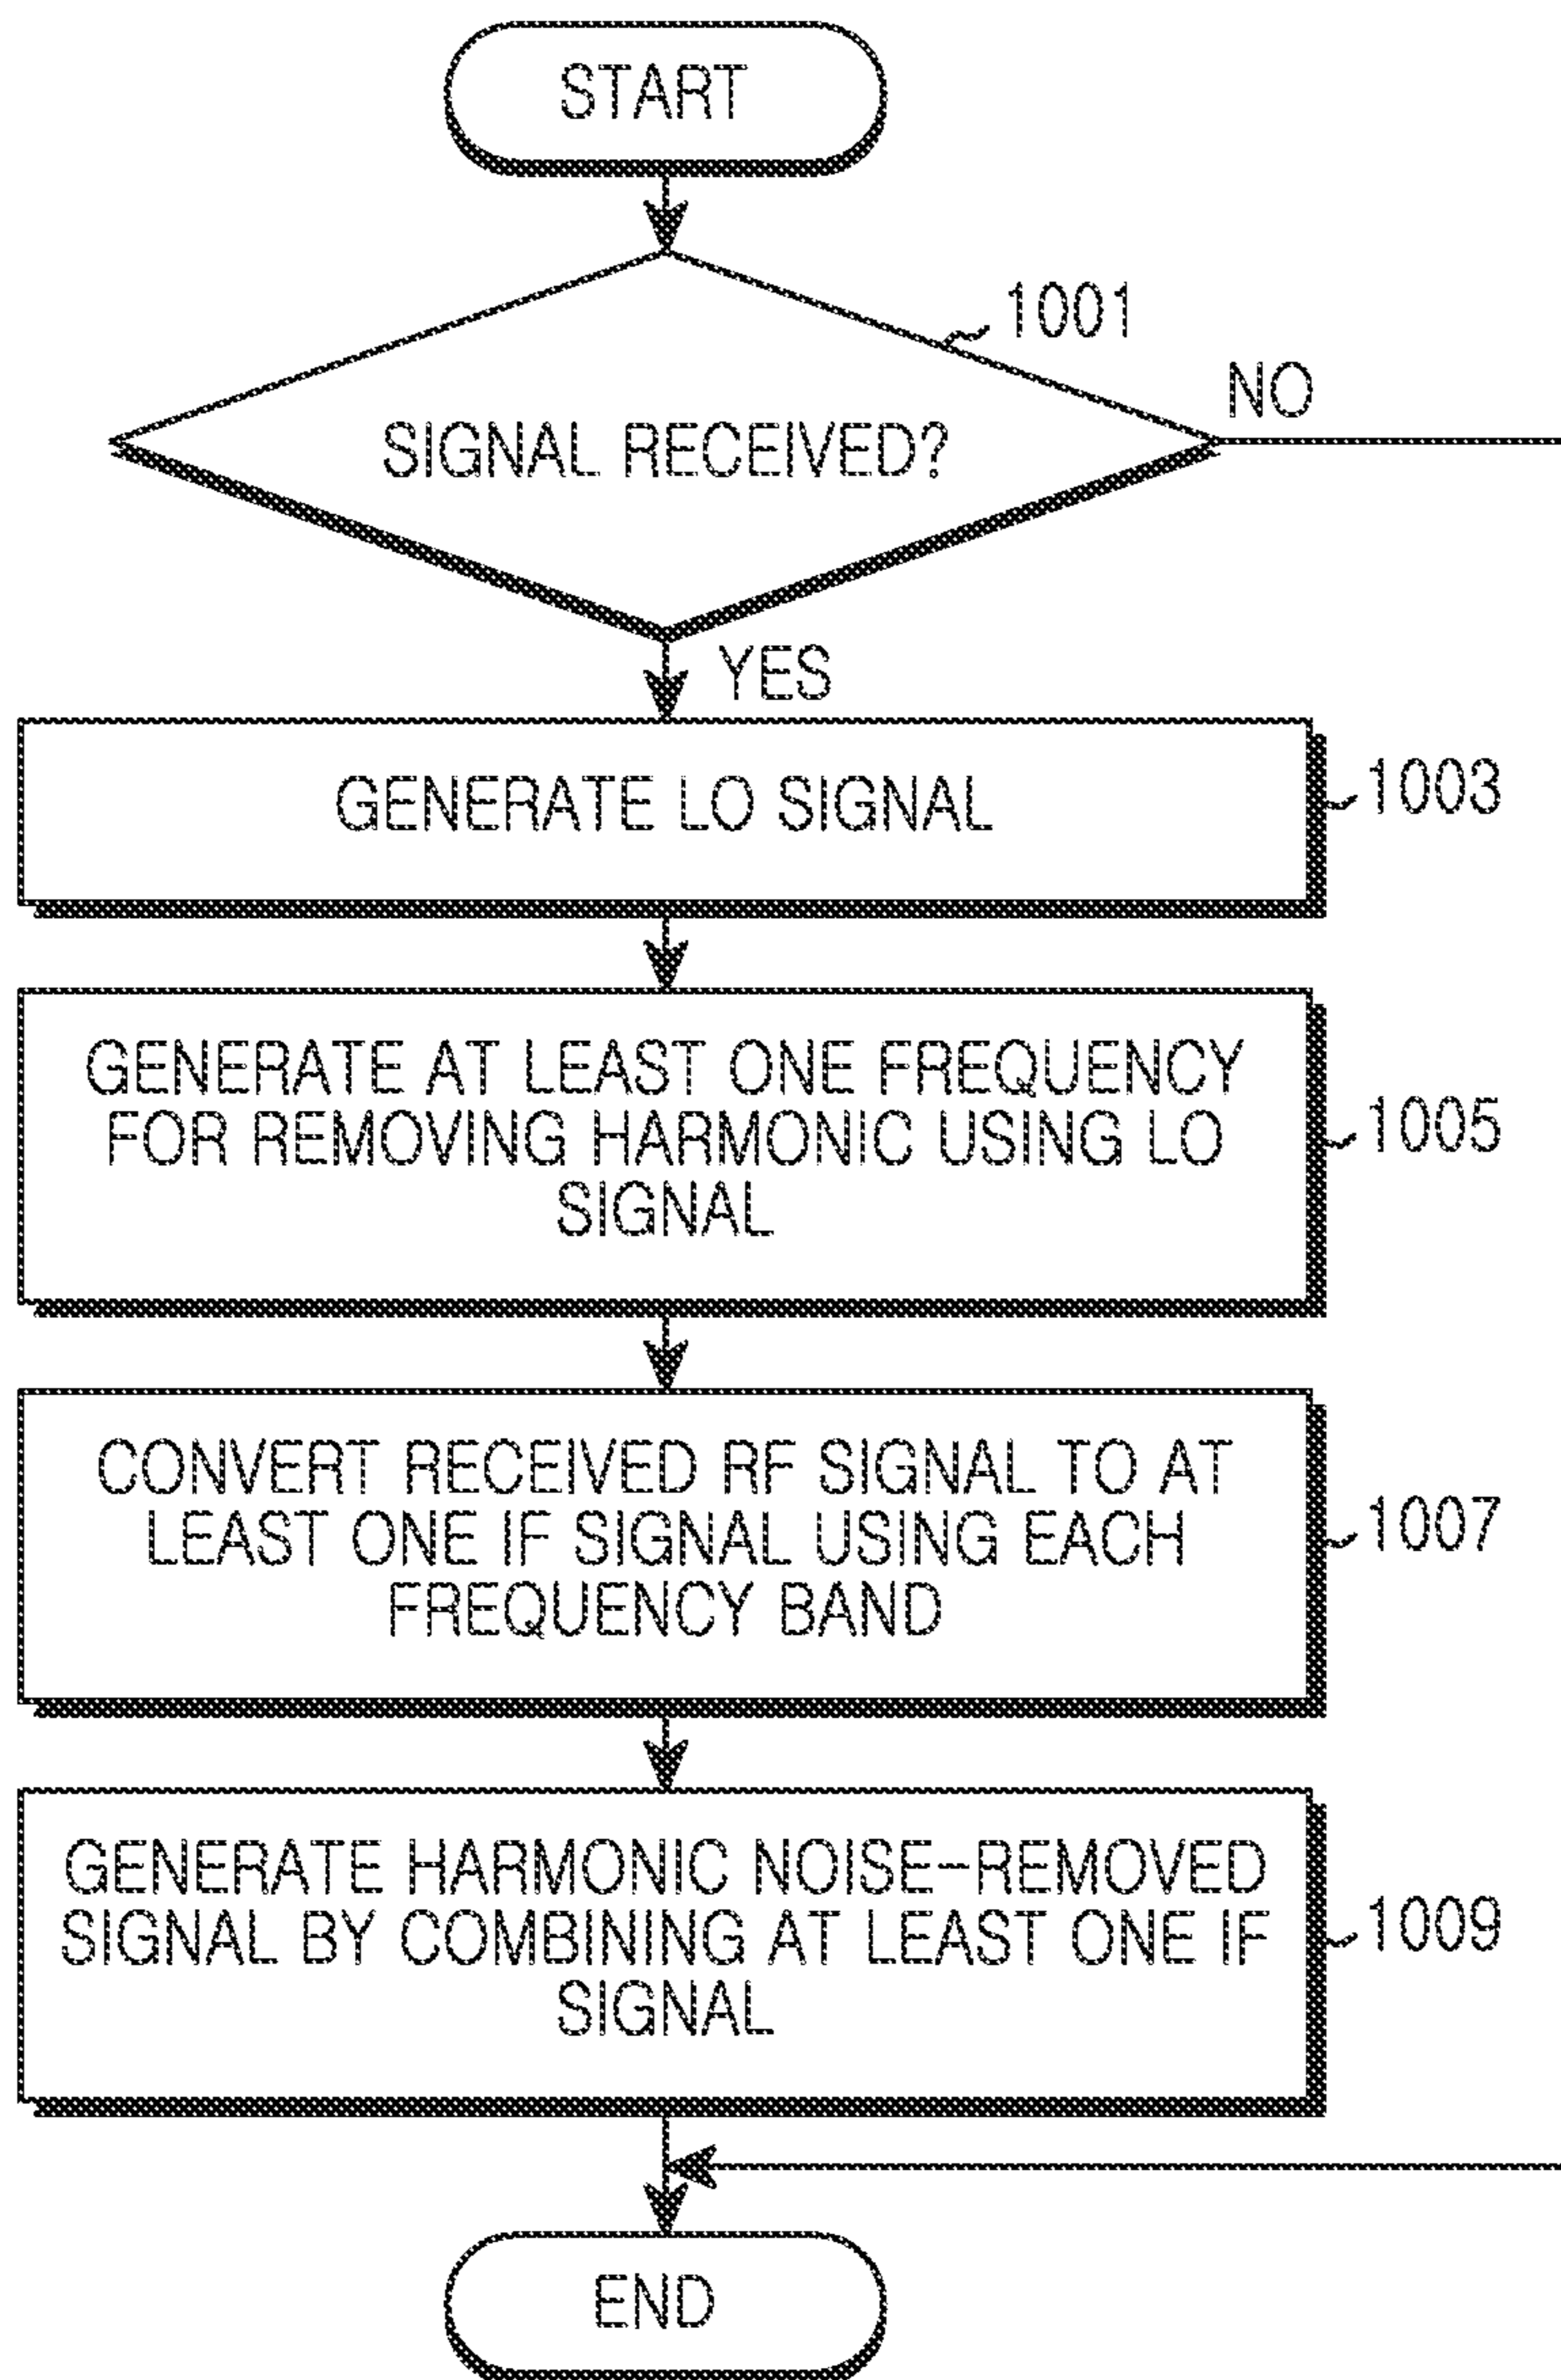 START
1001
NO
SIGNAL RECEIVED?
YES
GENERATE LO SIGNAL
1003
GENERATE AT LEAST ONE FREQUENCY
FOR REMOVING HARMONIC USING LO
SIGNAL
1005
CONVERT RECEIVED RF SIGNAL TO AT
LEAST ONE IF SIGNAL USING EACH
FREQUENCY BAND
1007
GENERATE HARMONIC NOISE-REMOVED
SIGNAL BY COMBINING AT LEAST ONE IF
SIGNAL
1009
END